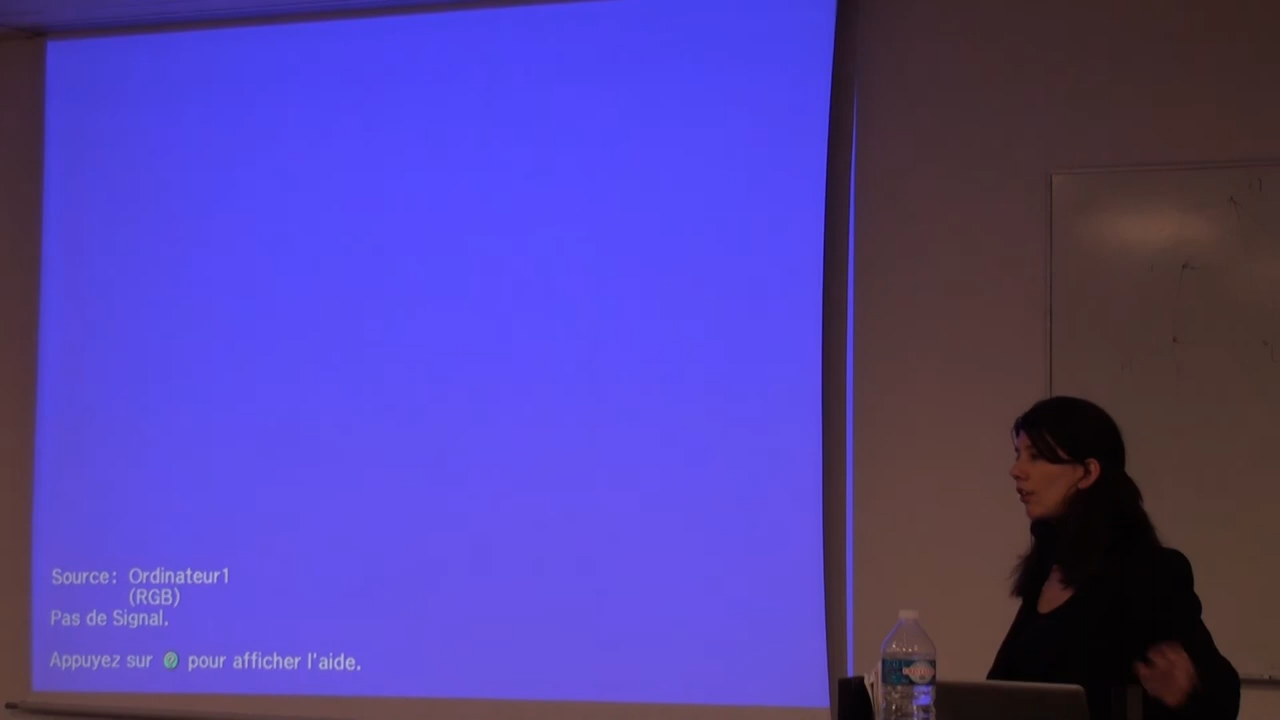 Source: Ordinateur1
(RGB)
Pas de Signal.
Appuyez sur ? pour afficher l'aide.